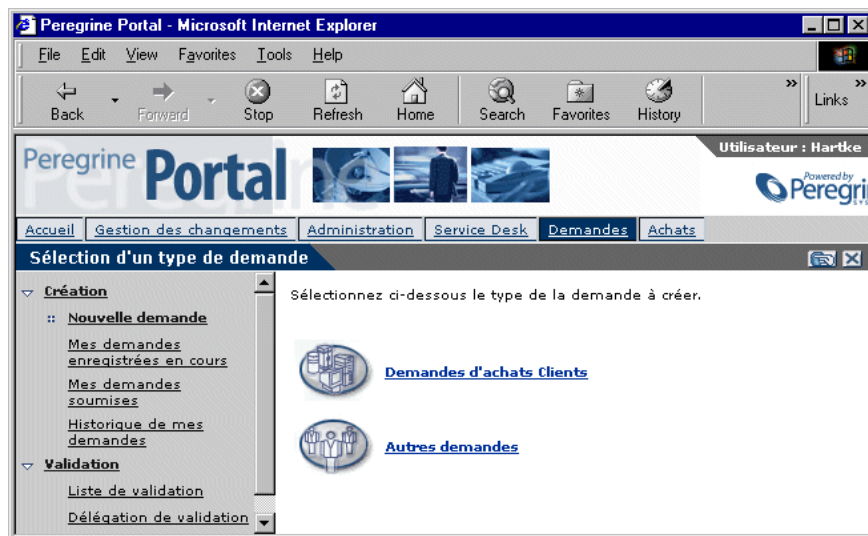 Peregrine Portal - Microsoft Internet Explorer
File Edit View Favorites Tools Help
Back Forward Stop Refresh Home Search Favorites History » Links »
Peregrine Portal
Utilisateur : Hartke
Powered by
Peregri
Accueil Gestion des changements Administration Service Desk Demandes Achats
Sélection d'un type de demande
Création
Nouvelle demande
Mes demandes
enregistrées en cours
Mes demandes
soumises
Historique de mes
demandes
Validation
Liste de validation
Délégation de validation
Sélectionnez ci-dessous le type de la demande à créer.
Demandes d'achats Clients
Autres demandes